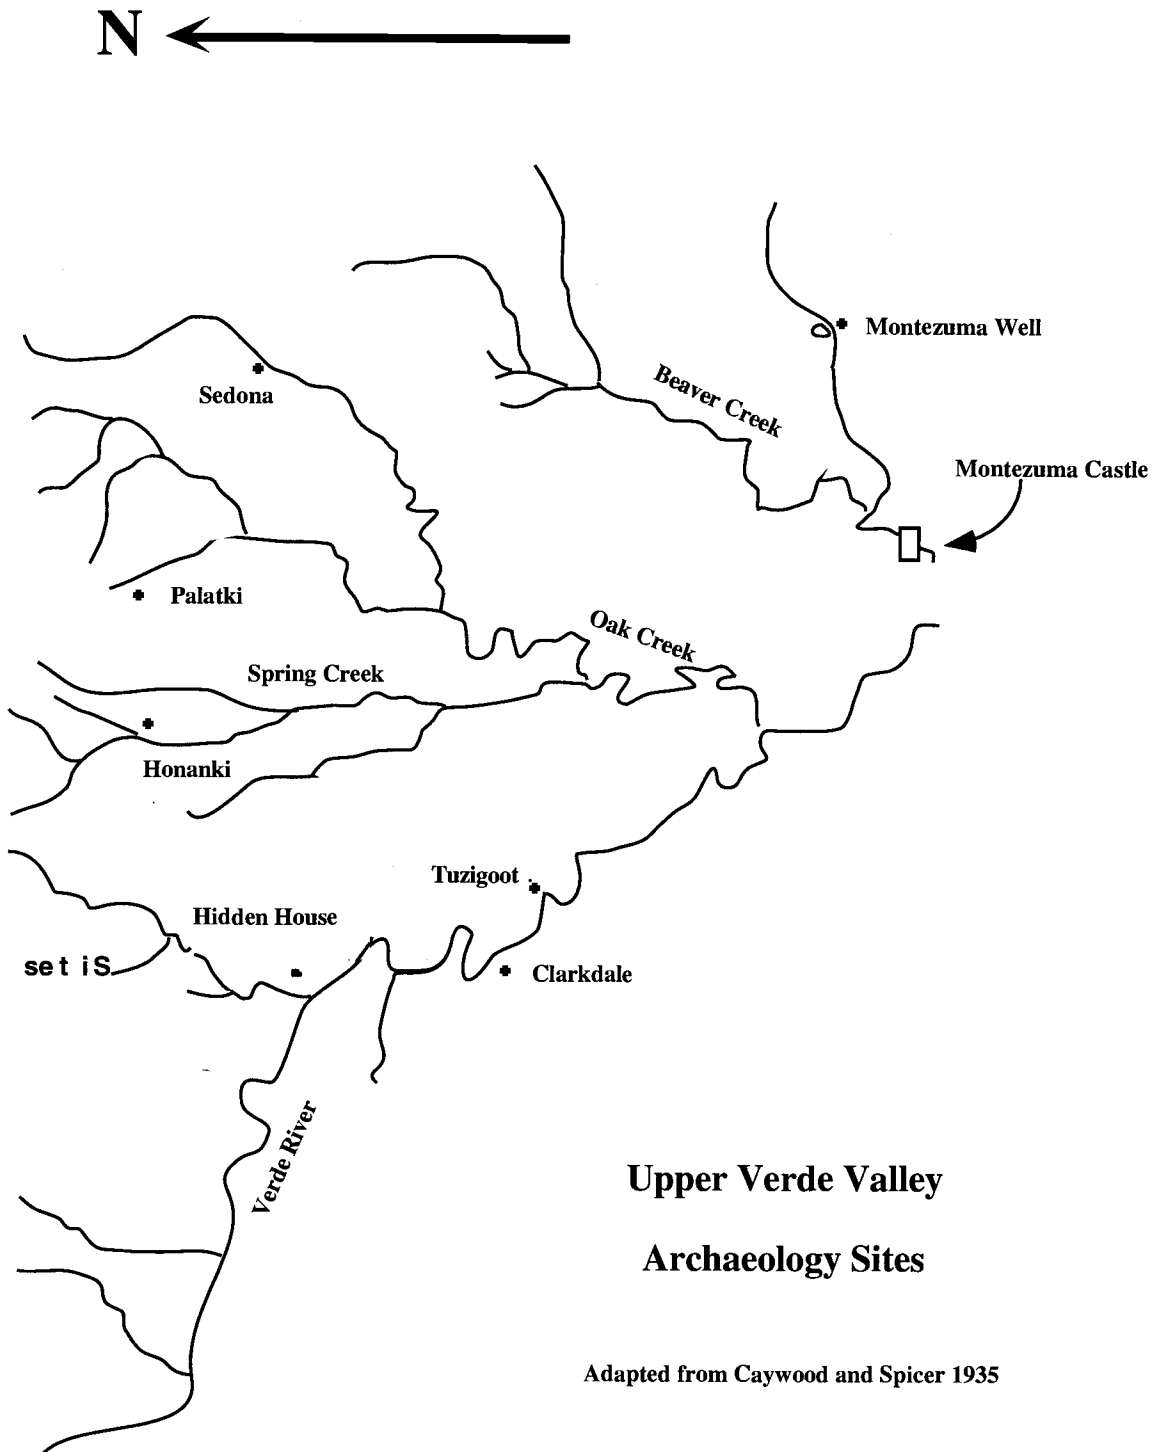 N
Montezuma Well
Beaver Creek
Sedona
Montezuma Castle
Palatki
Oak Creek
Spring Creek
Honanki
Tuzigoot
Hidden House
set iS
Clarkdale
Verde River
Upper Verde Valley
Archaeology Sites
Adapted from Caywood and Spicer 1935